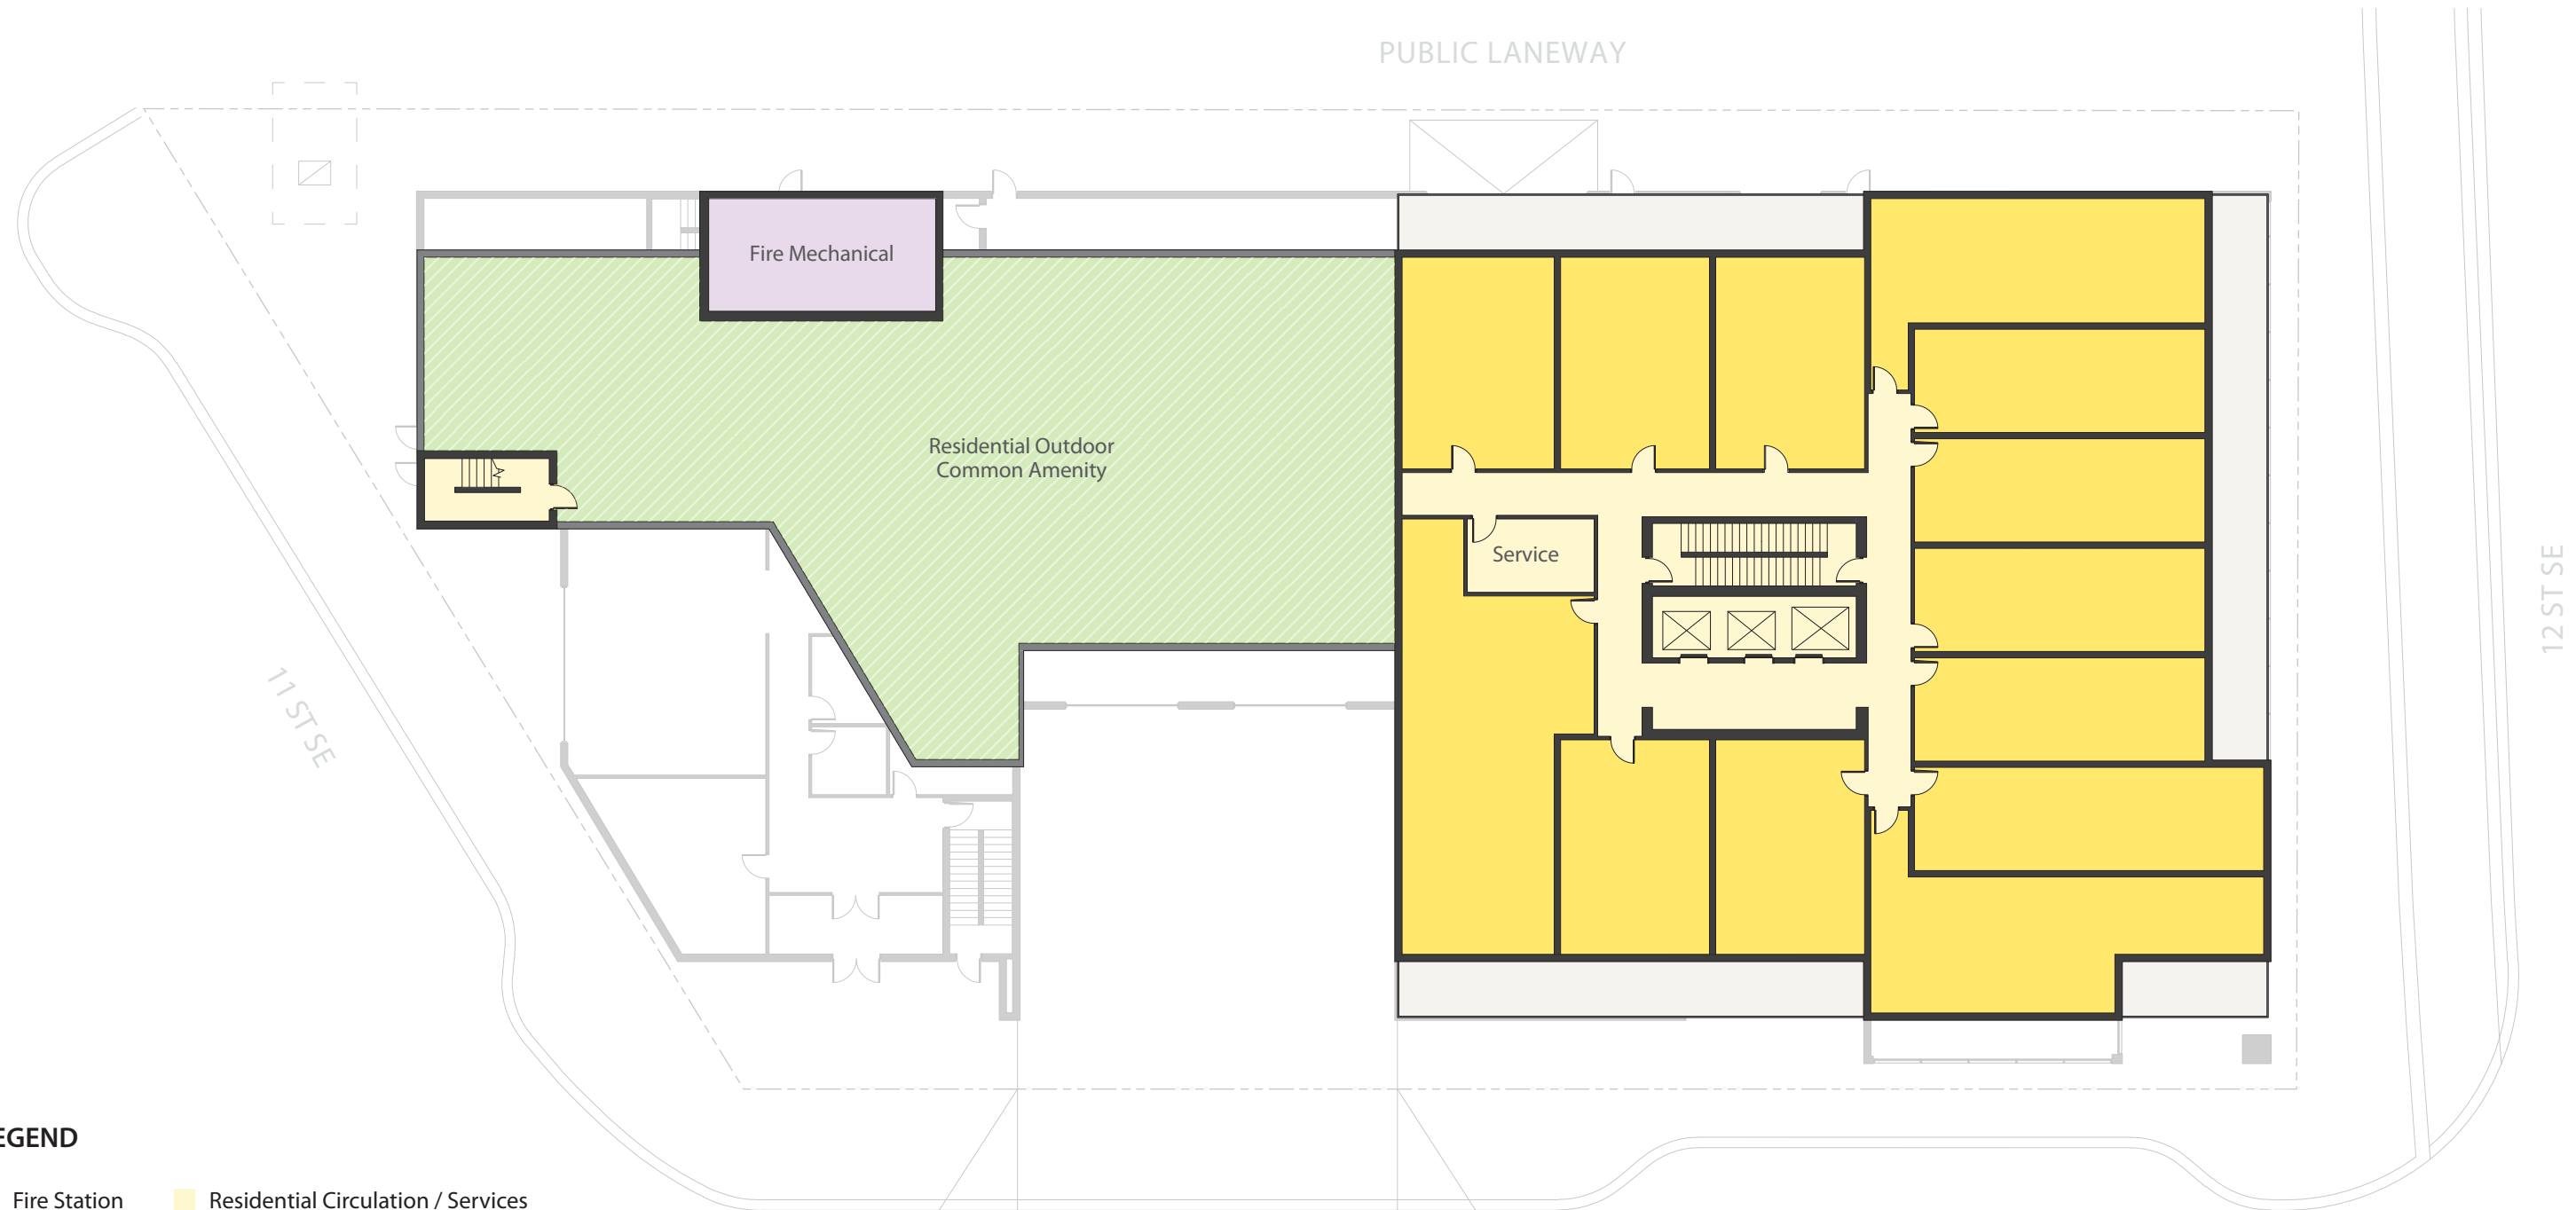 PUBLIC LANEWAY
Fire Mechanical
Residential Outdoor
Common Amenity
Service
11 ST SE
12 ST SE
EGEND
Fire Station
Residential Circulation / Services